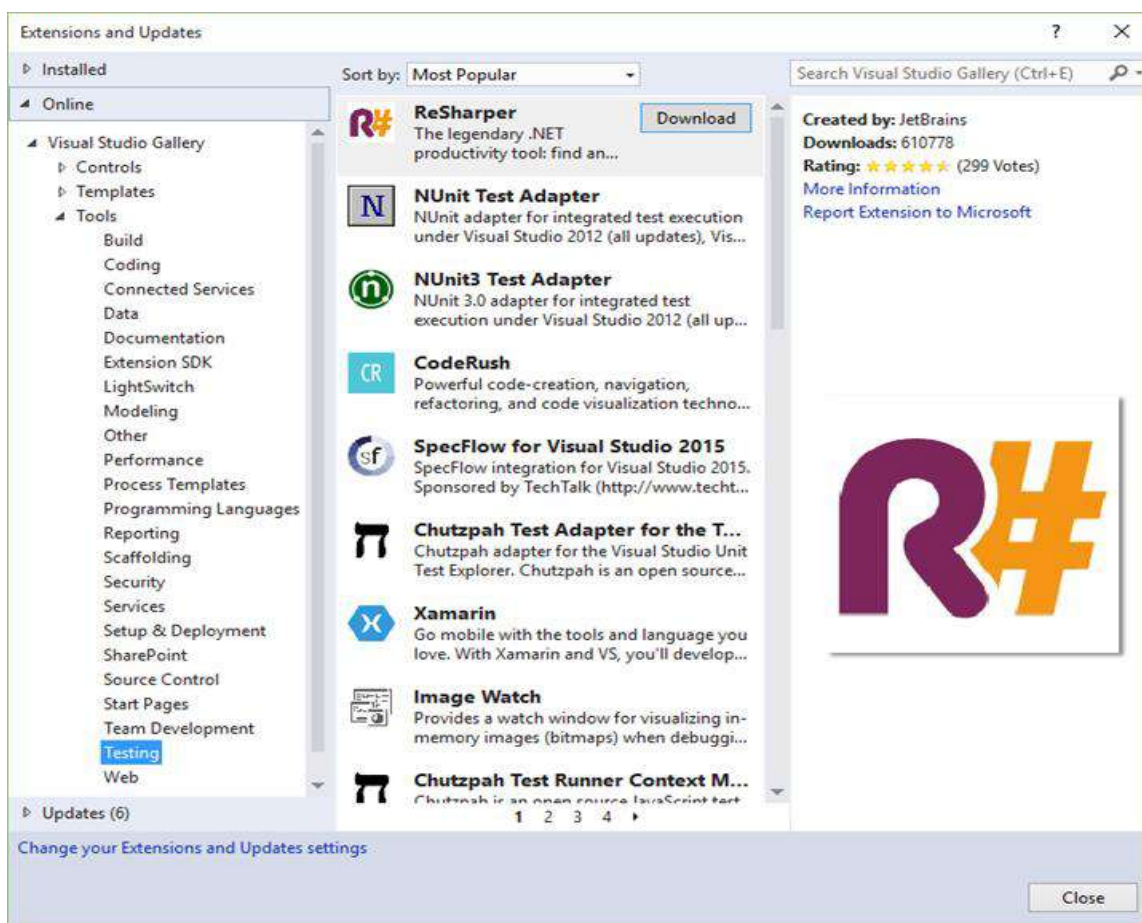 Extensions and Updates
?
Installed
Online
Visual Studio Gallery
Controls
Templates
Tools
Build
Coding
Connected Services
Data
Documentation
Extension SDK
LightSwitch
Modeling
Other
Performance
Process Templates
Programming Languages
Reporting
Scaffolding
Security
Services
Setup & Deployment
SharePoint
Source Control
Start Pages
Team Development
Testing
Web
Updates (6)
Sort by: Most Popular
R#
ReSharper
Download
The legendary .NET
productivity tool: find an...
N
NUnit Test Adapter
NUnit adapter for integrated test execution
under Visual Studio 2012 (all updates), Vis...
n
NUnit3 Test Adapter
NUnit 3.0 adapter for integrated test
execution under Visual Studio 2012 (all up...
CR
CodeRush
Powerful code-creation, navigation,
refactoring, and code visualization techno...
sf
SpecFlow for Visual Studio 2015
SpecFlow integration for Visual Studio 2015.
Sponsored by TechTalk (http://www.techt...
ה
Chutzpah Test Adapter for the T...
Chutzpah adapter for the Visual Studio Unit
Test Explorer. Chutzpah is an open source...
Xamarin
Go mobile with the tools and language you
love. With Xamarin and VS, you'll develop...
Image Watch
Provides a watch window for visualizing in-
memory images (bitmaps) when debuggi...
ה
Chutzpah Test Runner Context M...
Chutzpah is an open source JavaScript test
1 2 3 4
Search Visual Studio Gallery (Ctrl+E)
Created by: JetBrains
Downloads: 610778
Rating: (299 Votes)
More Information
Report Extension to Microsoft
R#
Change your Extensions and Updates settings
Close